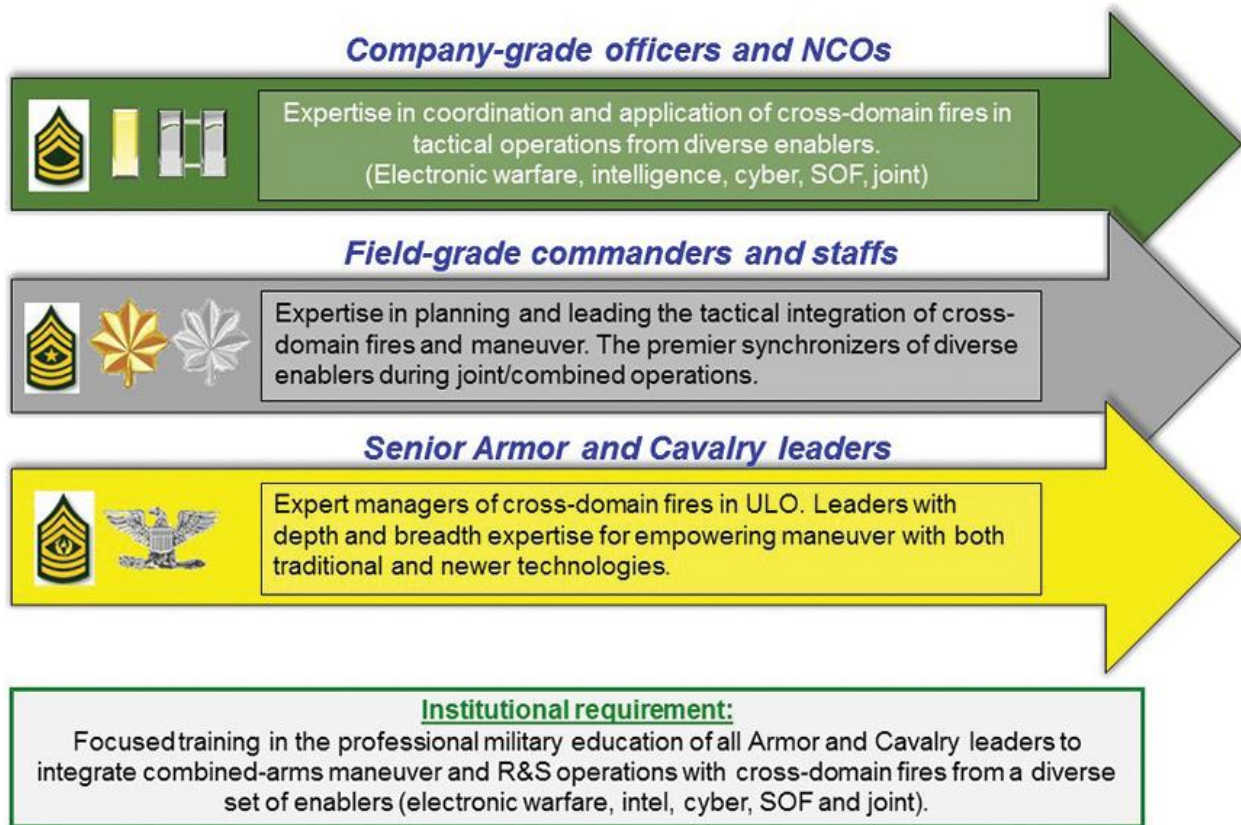 Company-grade officers and NCOs
Expertise in coordination and application of cross-domain fires in
tactical operations from diverse enablers.
(Electronic warfare, intelligence, cyber, SOF, joint)
Field-grade commanders and staffs
Expertise in planning and leading the tactical integration of cross-
domain fires and maneuver. The premier synchronizers of diverse
enablers during joint/combined operations.
Senior Armor and Cavalry leaders
Expert managers of cross-domain fires in ULO. Leaders with
depth and breadth expertise for empowering maneuver with both
traditional and newer technologies.
Institutional requirement:
Focused training in the professional military education of all Armor and Cavalry leaders to
integrate combined-arms maneuver and R&S operations with cross-domain fires from a diverse
set of enablers (electronic warfare, intel, cyber, SOF and joint).